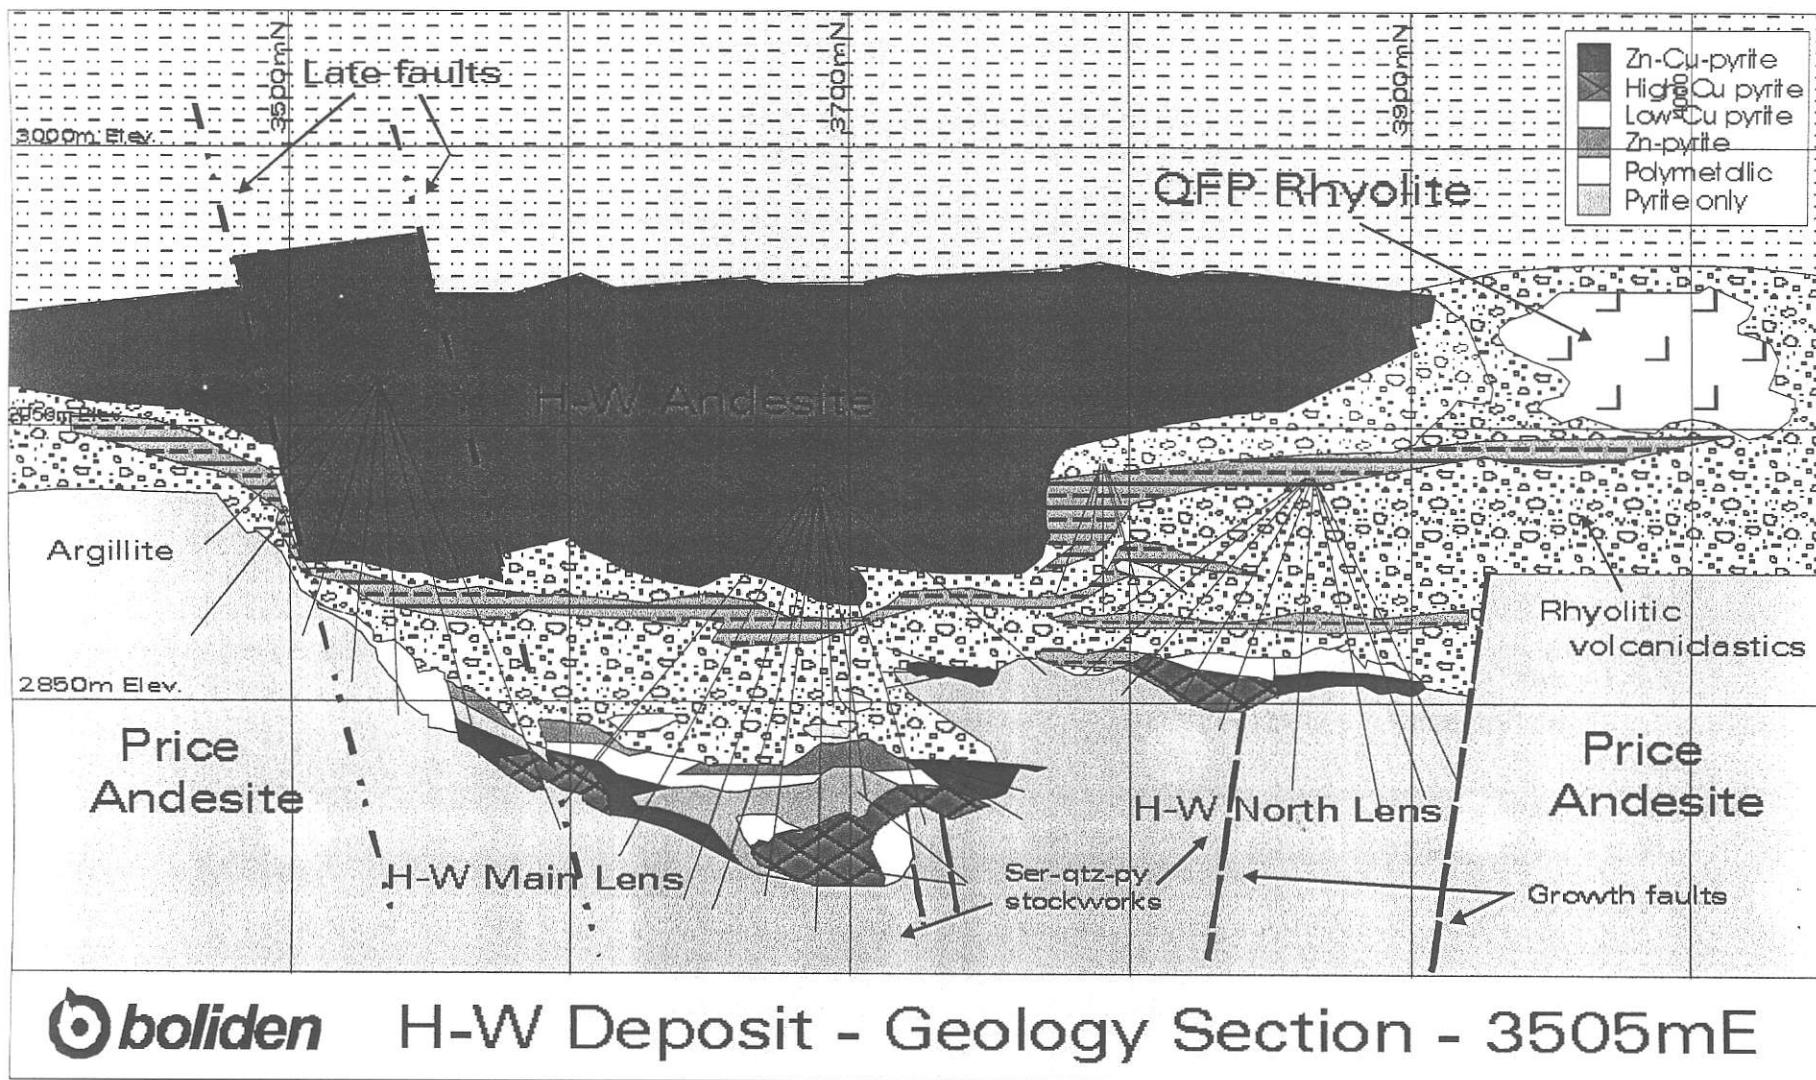 3500mN
3700mN
3900mN
Late faults
3000m Elev.
Zn-Cu-pyrite
High-Cu pyrite
Low-Cu pyrite
Zn-pyrite
Polymetallic
Pyrite only
QFP Rhyolite
H-W Andesite
Argillite
Rhyolitic
volcaniclastics
2850m Elev.
Price
Andesite
Price
Andesite
H-W North Lens
H-W Main Lens
Ser-qtz-py
stockworks
Growth faults
boliden
H-W Deposit - Geology Section - 3505mE